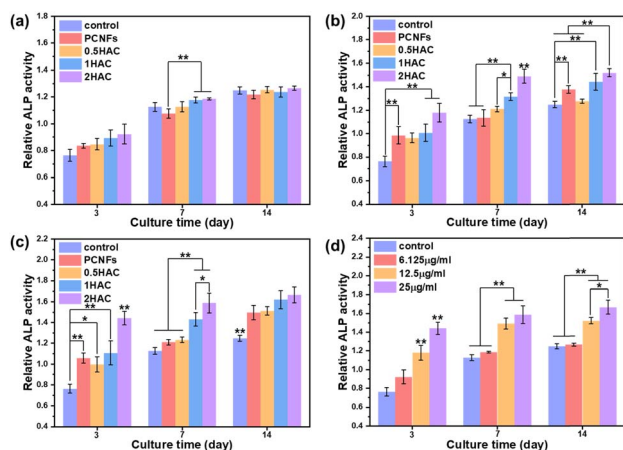 (a)
control
PCNFs
0.5HAC
1HAC
2HAC
**
Relative ALP activity
1.8
1.6
1.4
1.2
1.0
0.8
0.6
0.4
3
7
14
Culture time (day)
(b)
control
PCNFs
0.5HAC
1HAC
2HAC
**
**
**
*
**
**
**
**
Relative ALP activity
2.0
1.8
1.6
1.4
1.2
1.0
0.8
0.6
0.4
3
7
14
Culture time (day)
(c)
control
PCNFs
0.5HAC
1HAC
2HAC
**
*
**
**
**
*
**
Relative ALP activity
2.2
2.0
1.8
1.6
1.4
1.2
1.0
0.8
0.6
0.4
3
7
14
Culture time (day)
(d)
control
6.125μg/ml
12.5μg/ml
25μg/ml
**
**
**
**
*
Relative ALP activity
2.2
2.0
1.8
1.6
1.4
1.2
1.0
0.8
0.6
0.4
3
7
14
Culture time (day)